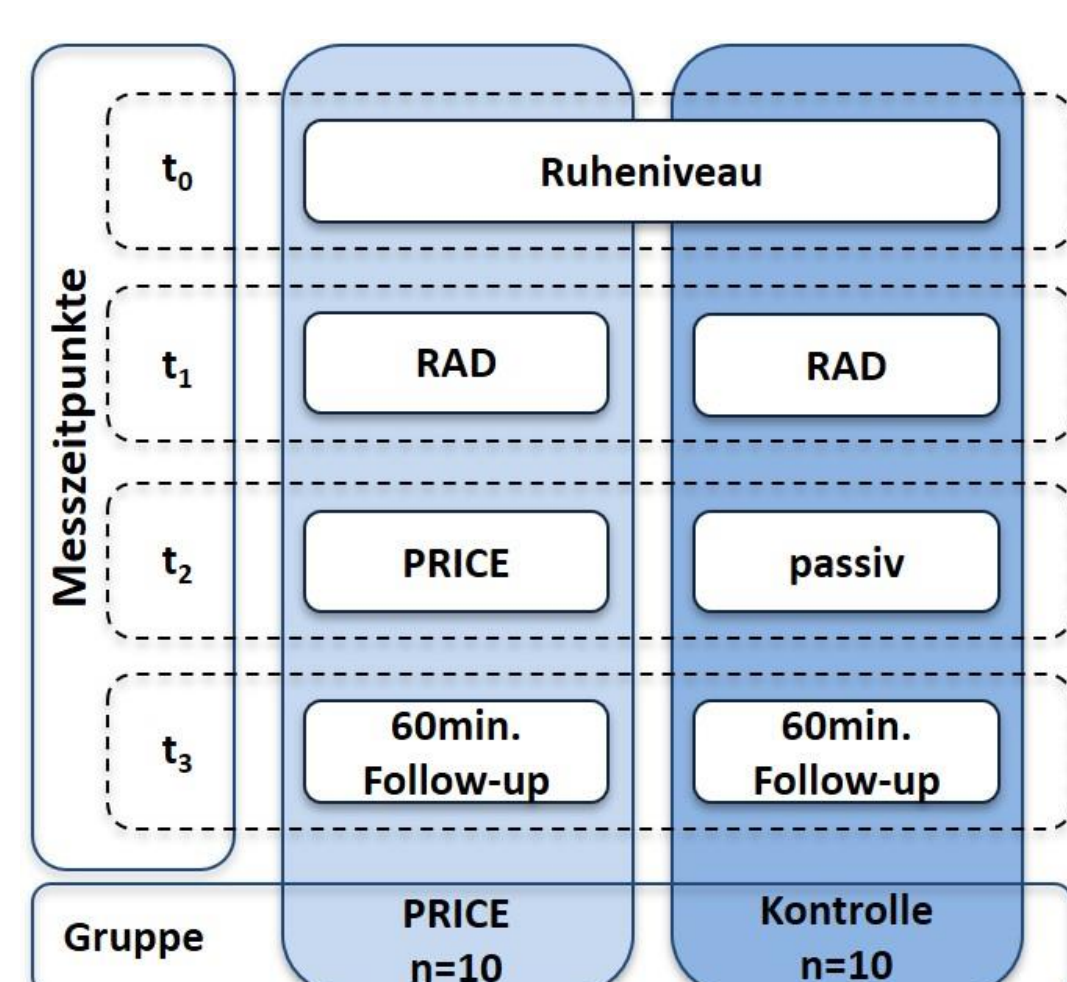 Messzeitpunkte
t₀
Ruheniveau
t₁
RAD
RAD
t₂
PRICE
passiv
t₃
60min.
Follow-up
60min.
Follow-up
Gruppe
PRICE
n=10
Kontrolle
n=10